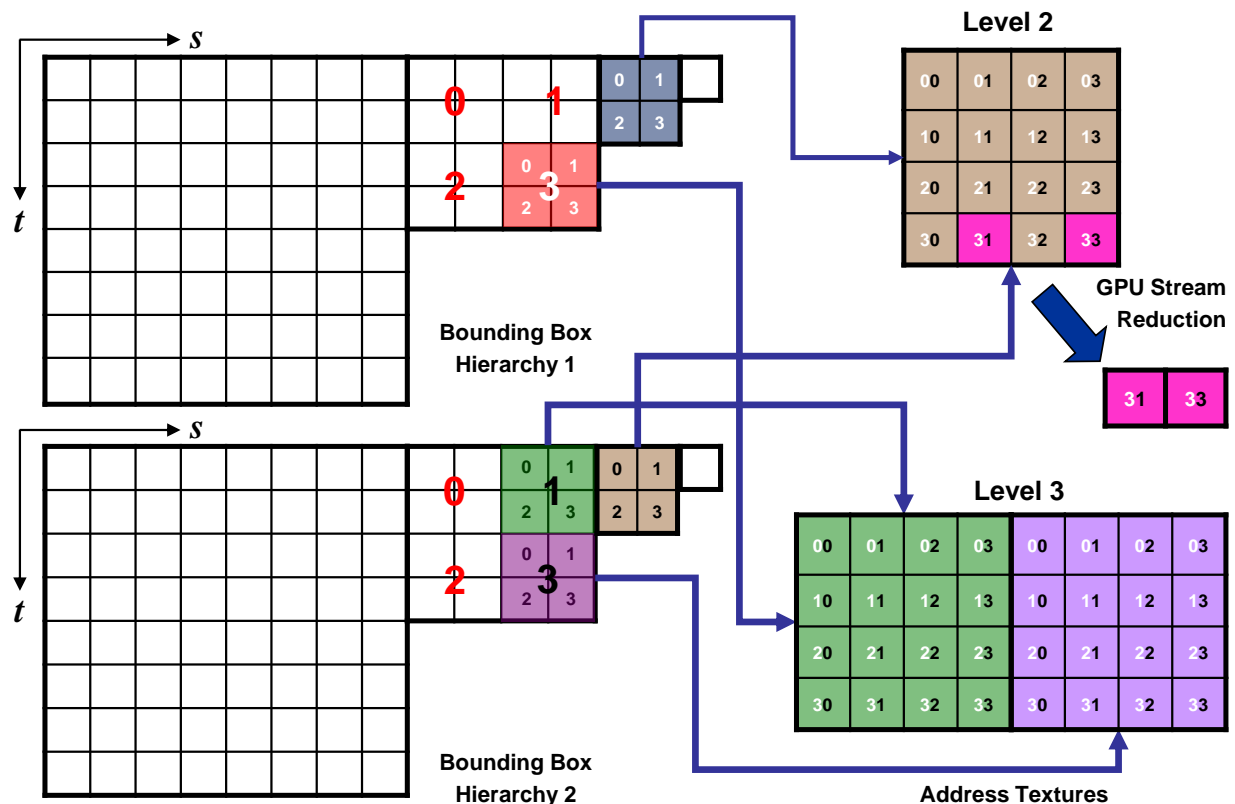 s
t
0 1
2 3
0 1
2 3
0 1
2 3
Bounding Box
Hierarchy 1
Level 2
00 01 02 03
10 11 12 13
20 21 22 23
30 31 32 33
GPU Stream
Reduction
31 33
s
t
0 1
2 3
0 1
2 3
0 1
2 3
0 1
2 3
Bounding Box
Hierarchy 2
Level 3
00 01 02 03 00 01 02 03
10 11 12 13 10 11 12 13
20 21 22 23 20 21 22 23
30 31 32 33 30 31 32 33
Address Textures